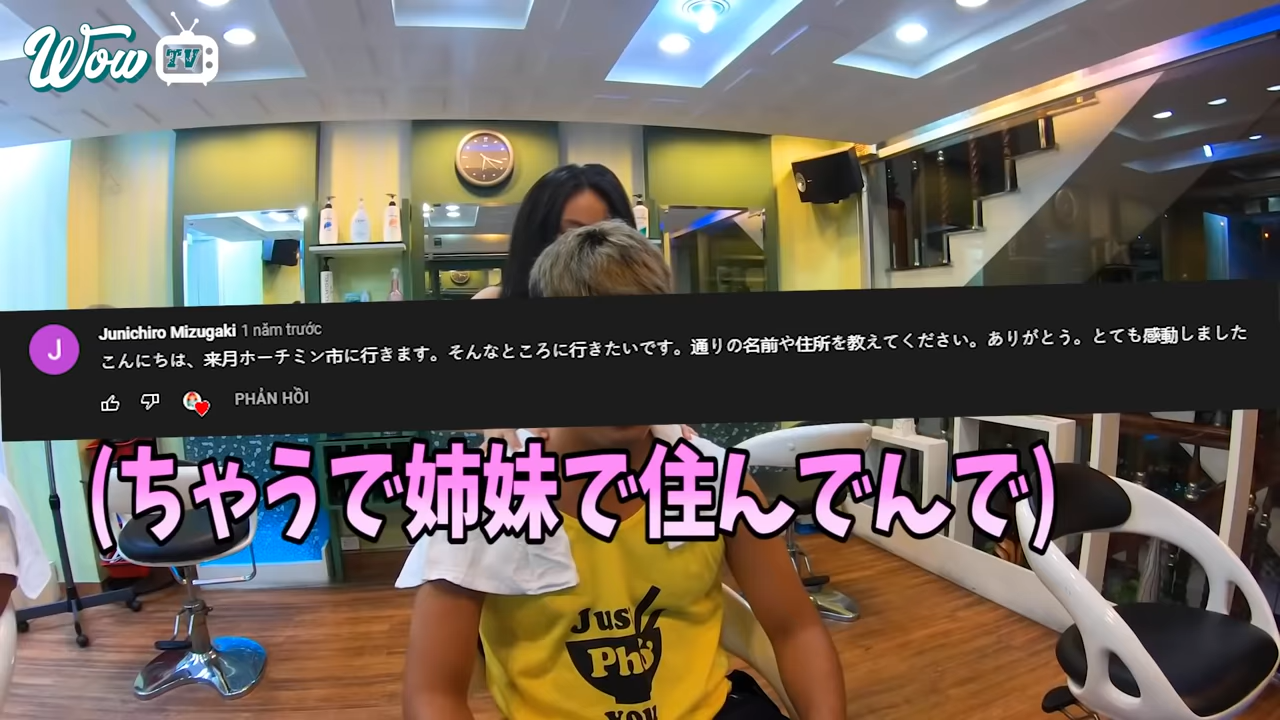 Wow TV
Junichiro Mizugaki 1 năm trước
こんにちは、来月ホーチミン市に行きます。そんなところに行きたいです。通りの名前や住所を教えてください。ありがとう。とても感動しました
PHẢN HỒI
(ちゃうで姉妹で住んでんで)
Just
Phở
YOU